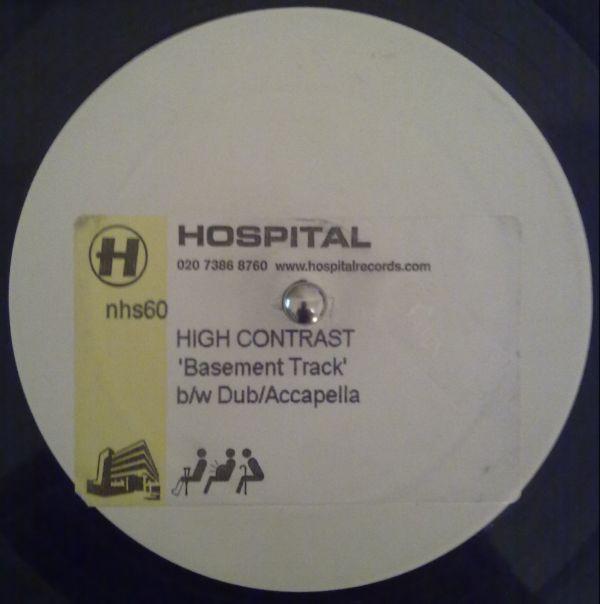 H HOSPITAL
020 7386 8760 www.hospitalrecords.com
nhs60
HIGH CONTRAST
'Basement Track'
b/w Dub/Accapella